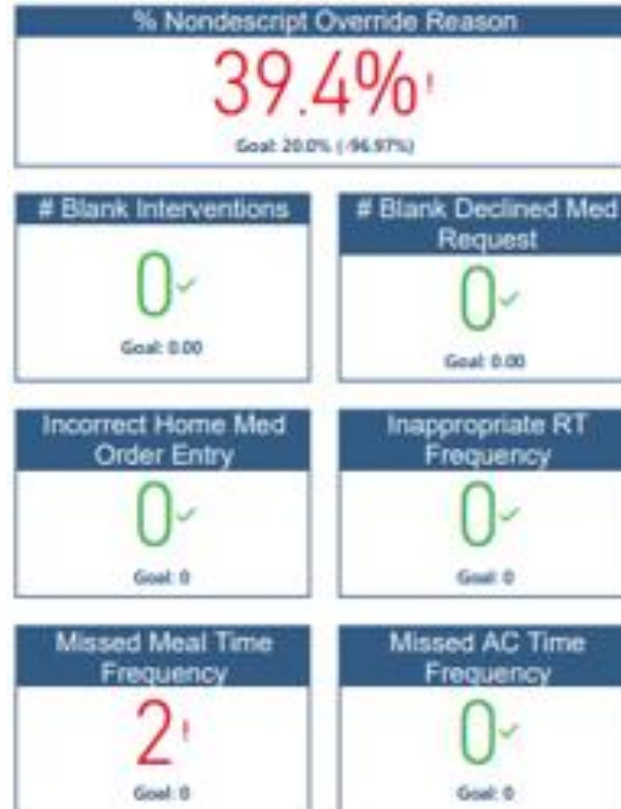 % Nondescript Override Reason
39.4%!
Goal: 20.0% (-96.97%)
# Blank Interventions
0✓
Goal: 0.00
# Blank Declined Med
Request
0✓
Goal: 0.00
Incorrect Home Med
Order Entry
0✓
Goal: 0
Inappropriate RT
Frequency
0✓
Goal: 0
Missed Meal Time
Frequency
2!
Goal: 0
Missed AC Time
Frequency
0✓
Goal: 0